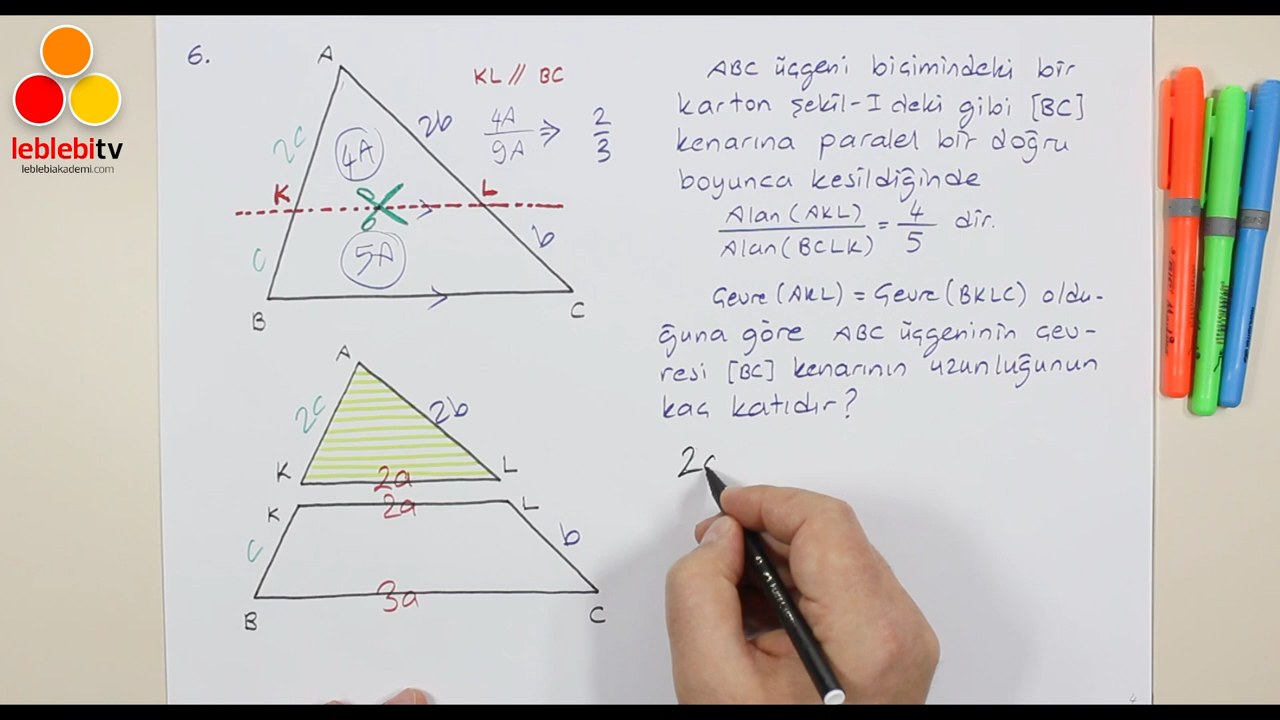 leblebitv
leblebiakademi.com
6.
A
KL // BC
2c
2b
4A
4A
9A
⇒ 2
3
K
L
c
5A
b
B
C
ABC üçgeni biçimindeki bir
karton şekil-I deki gibi [BC]
kenarına paralel bir doğru
boyunca kesildiğinde
Alan(AKL)
Alan(BCLK)
= 4
5
dir.
Çevre(AKL) = Çevre(BKLC) oldu-
ğuna göre ABC üçgeninin çev-
resi [BC] kenarının uzunluğunun
kaç katıdır?
A
2c
2b
K
2a
L
K
2a
L
c
b
B
3a
C
2c
4